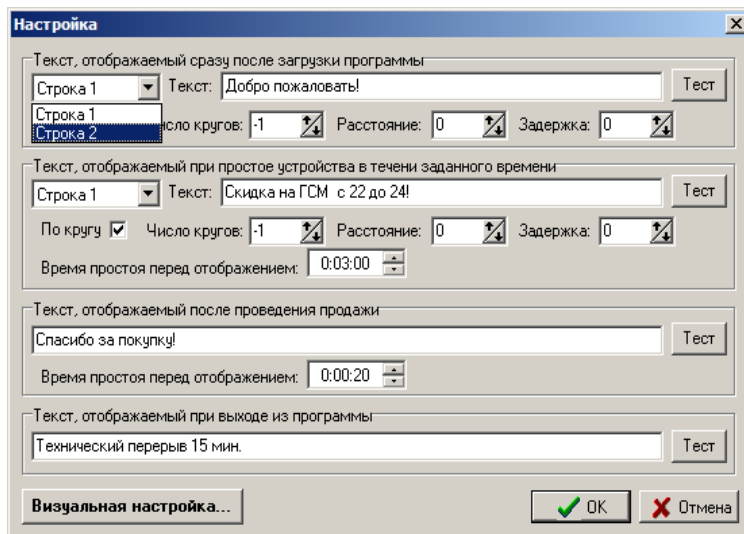 Настройка
Текст, отображаемый сразу после загрузки программы
Строка 1 Текст: Добро пожаловать! Тест
Строка 1
Строка 2
Число кругов: -1 Расстояние: 0 Задержка: 0
Текст, отображаемый при простое устройства в течени заданного времени
Строка 1 Текст: Скидка на ГСМ с 22 до 24! Тест
По кругу Число кругов: -1 Расстояние: 0 Задержка: 0
Время простоя перед отображением: 0:03:00
Текст, отображаемый после проведения продажи
Спасибо за покупку! Тест
Время простоя перед отображением: 0:00:20
Текст, отображаемый при выходе из программы
Технический перерыв 15 мин. Тест
Визуальная настройка... OK Отмена